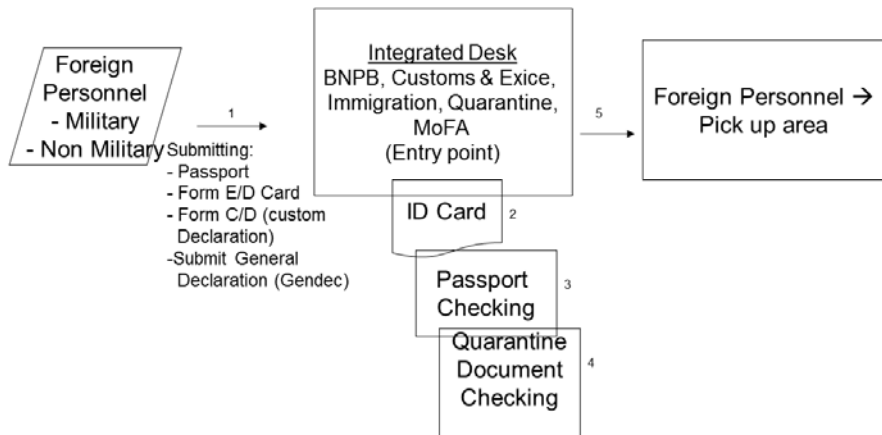 Foreign
Personnel
- Military
- Non Military
1
Submitting:
- Passport
- Form E/D Card
- Form C/D (custom
Declaration)
-Submit General
Declaration (Gendec)
Integrated Desk
BNPB, Customs & Exice,
Immigration, Quarantine,
MoFA
(Entry point)
ID Card
2
Passport
Checking
3
Quarantine
Document
Checking
4
5
Foreign Personnel →
Pick up area